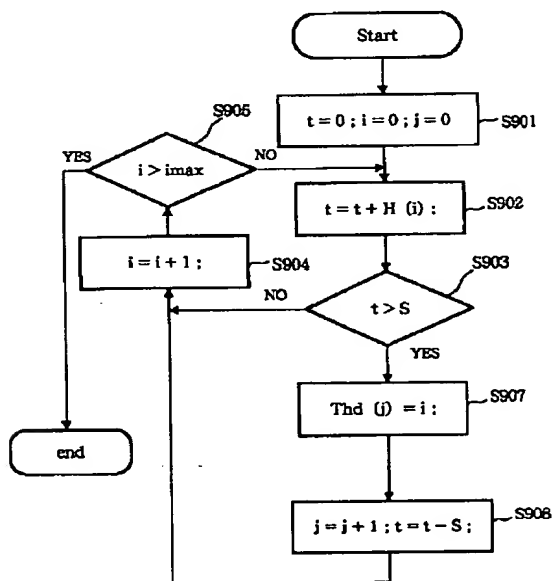 Start
t=0 ; i=0 ; j=0
S901
S905
YES
i > imax
NO
t = t + H (i) :
S902
i = i + 1 ;
S904
S903
NO
t > S
YES
Thd (j) = i ;
S907
end
j = j + 1 ; t = t - S ;
S908